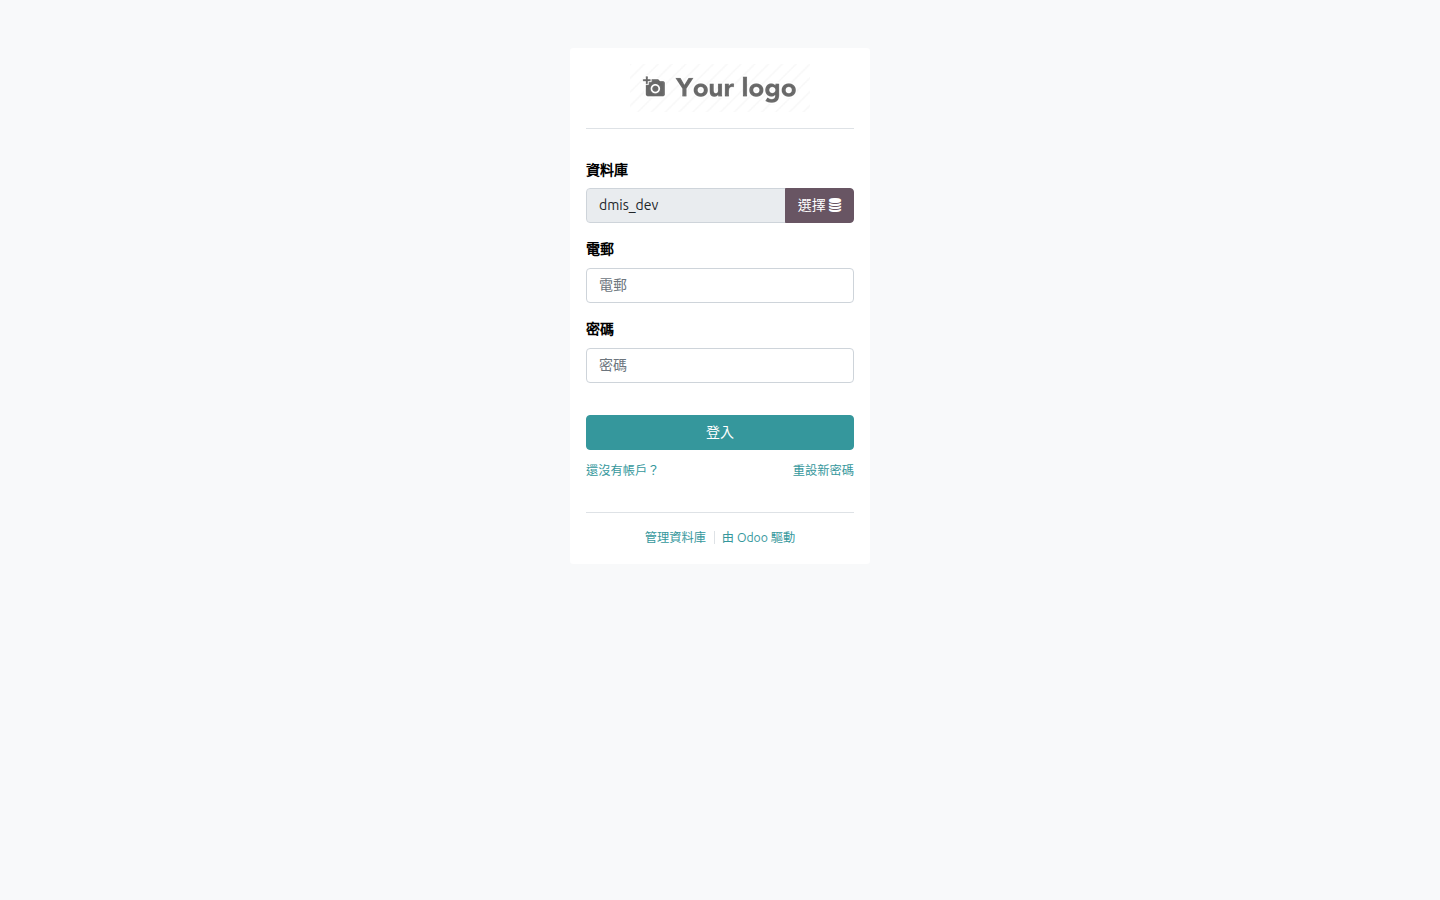 Your logo
資料庫
dmis_dev 選擇
電郵
電郵
密碼
密碼
登入
還沒有帳戶？ 重設新密碼
管理資料庫 | 由 Odoo 驅動